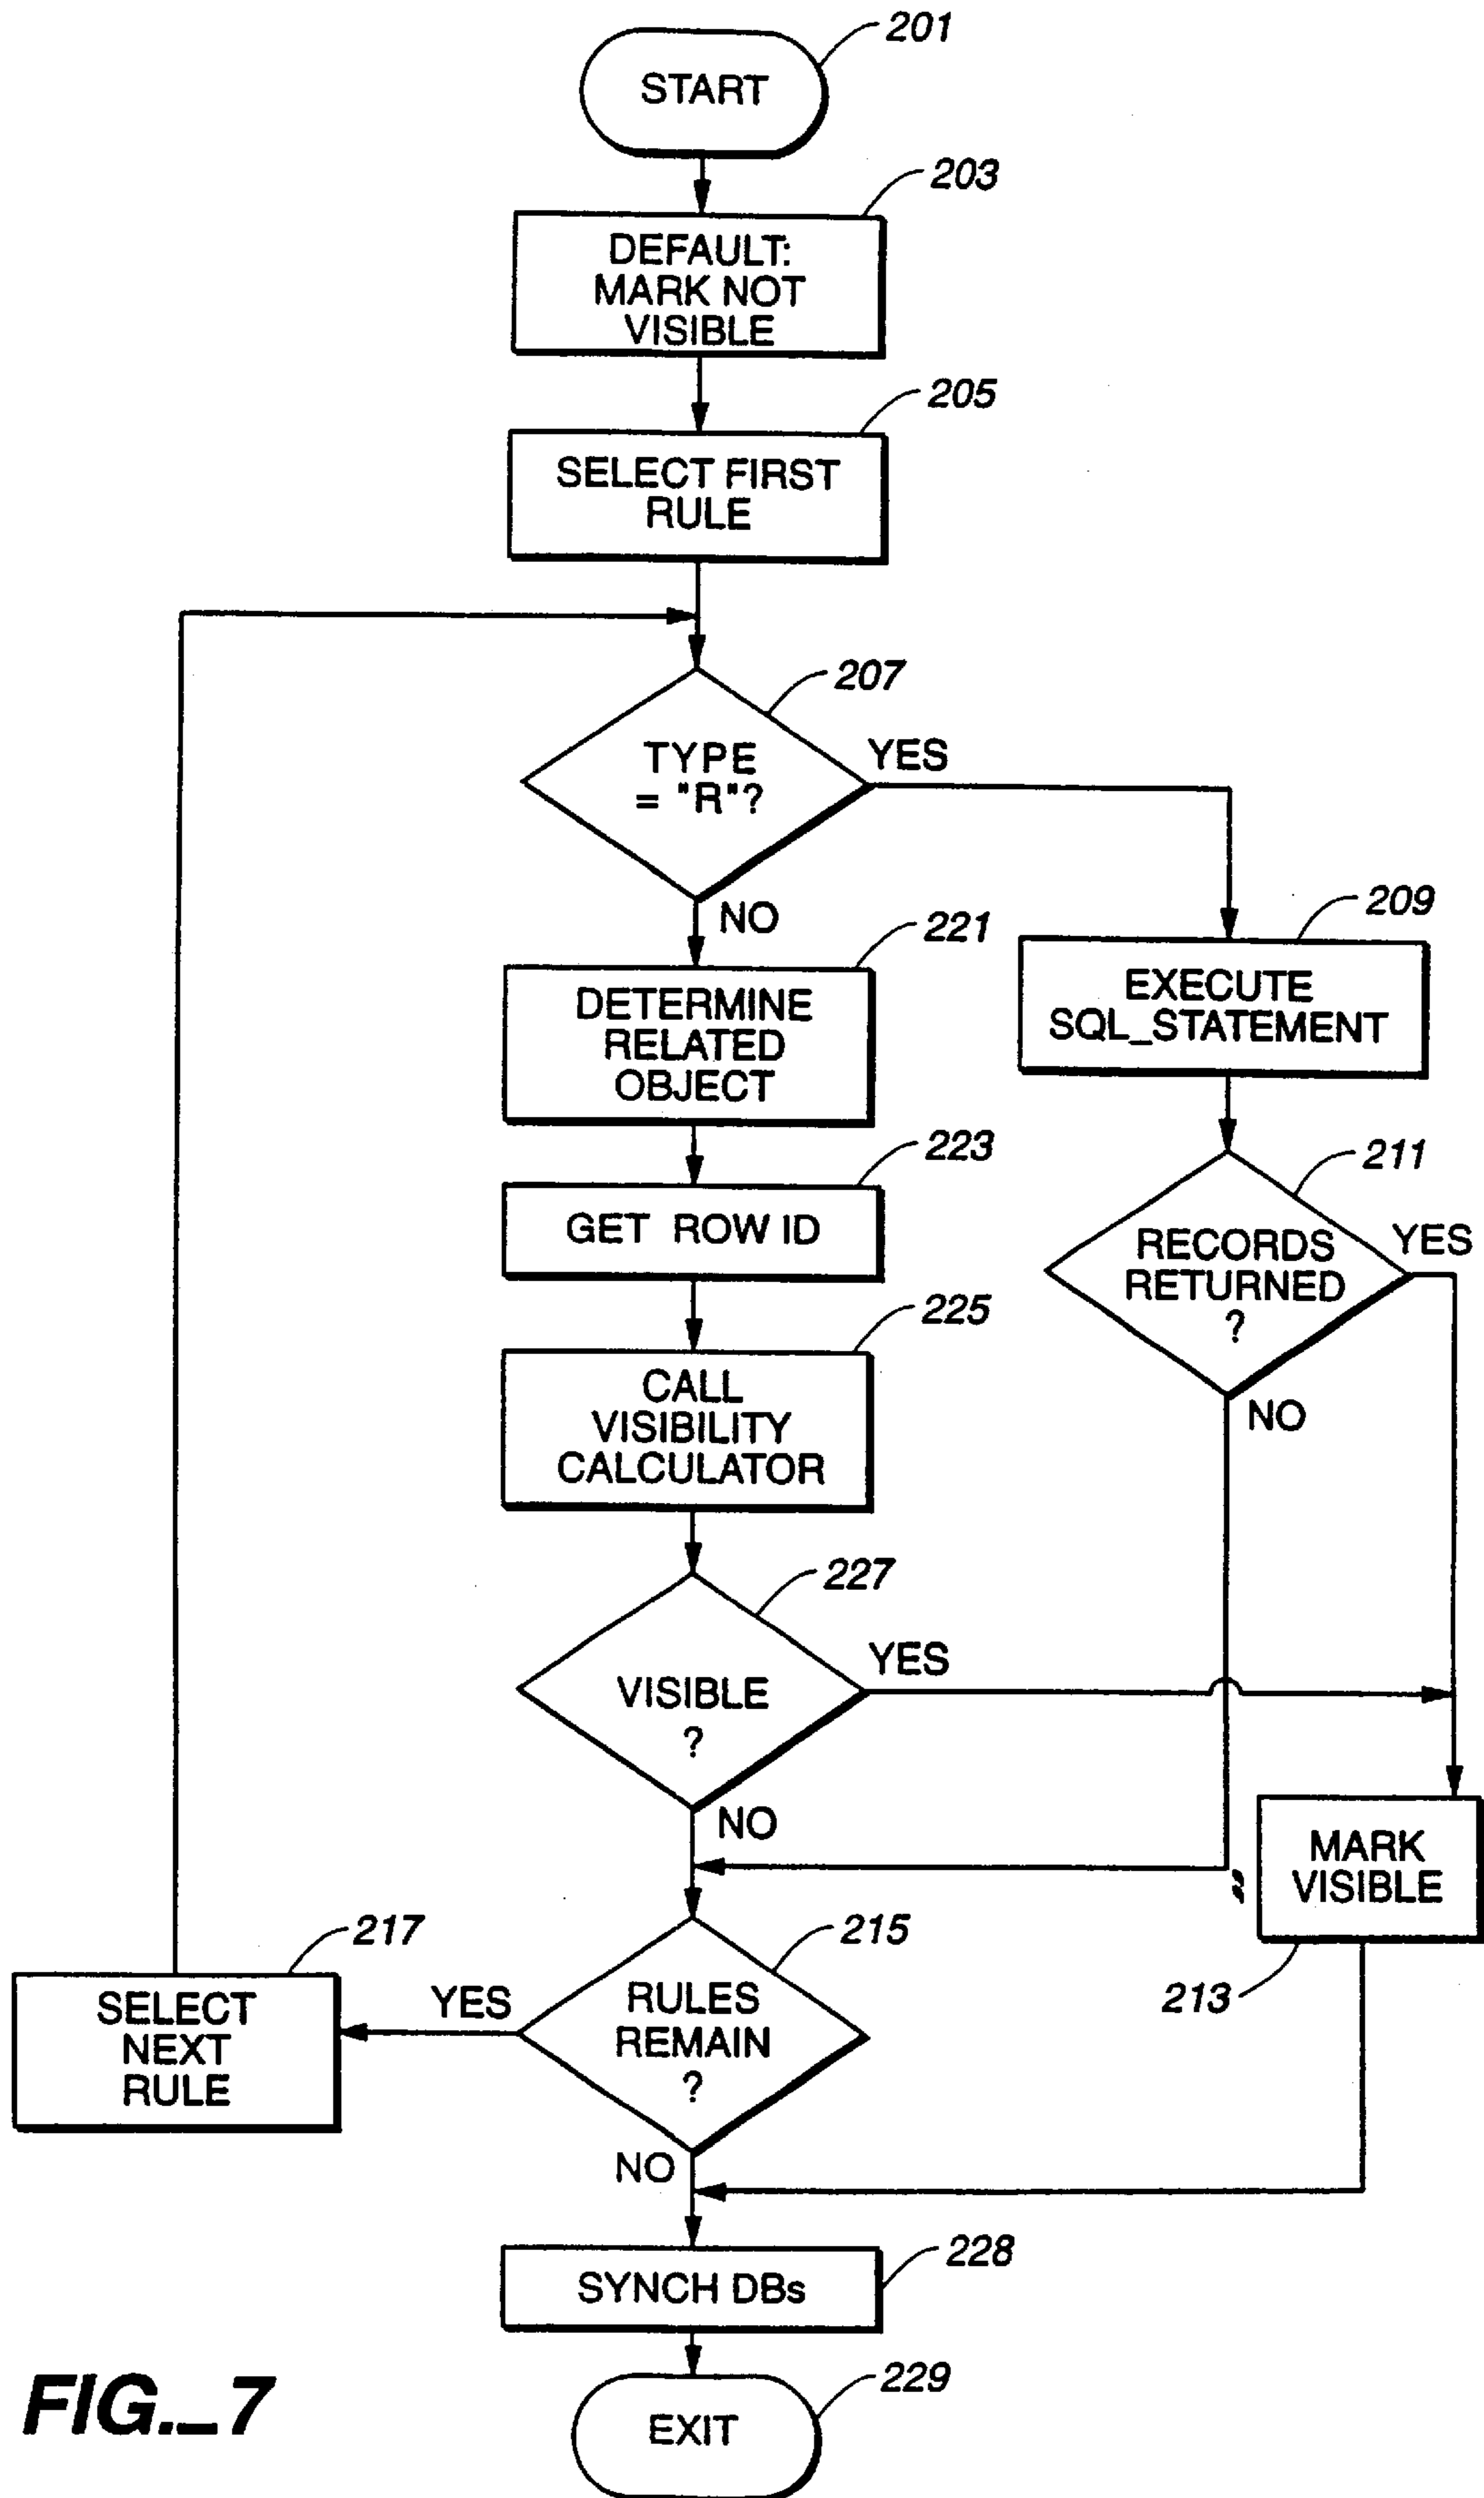 201
START
203
DEFAULT:
MARK NOT
VISIBLE
205
SELECT FIRST
RULE
207
TYPE
= "R"?
YES
NO
209
EXECUTE
SQL_STATEMENT
221
DETERMINE
RELATED
OBJECT
211
RECORDS
RETURNED
?
YES
NO
223
GET ROW ID
225
CALL
VISIBILITY
CALCULATOR
227
VISIBLE
?
YES
NO
MARK
VISIBLE
213
215
RULES
REMAIN
?
YES
NO
217
SELECT
NEXT
RULE
228
SYNCH DBs
229
EXIT
FIG._7